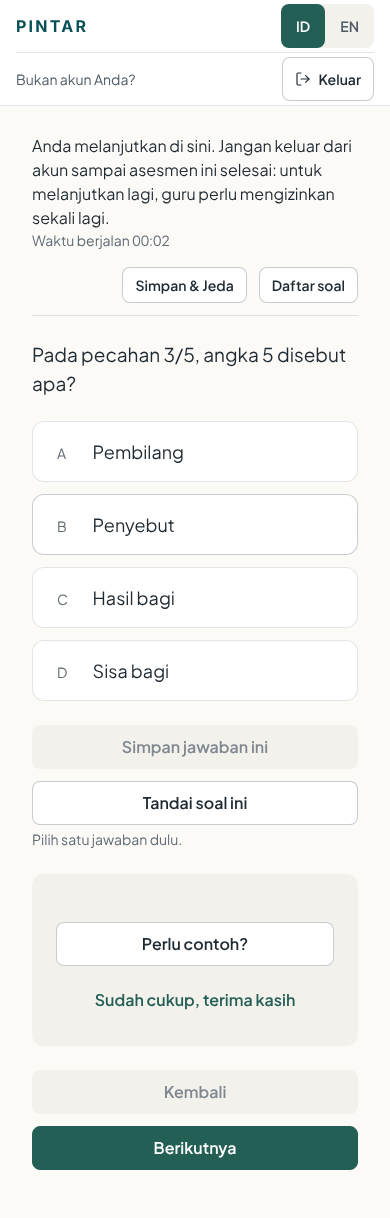 PINTAR
ID
EN
Bukan akun Anda?
Keluar
Anda melanjutkan di sini. Jangan keluar dari
akun sampai asesmen ini selesai: untuk
melanjutkan lagi, guru perlu mengizinkan
sekali lagi.
Waktu berjalan 00:02
Simpan & Jeda
Daftar soal
Pada pecahan 3/5, angka 5 disebut
apa?
A Pembilang
B Penyebut
C Hasil bagi
D Sisa bagi
Simpan jawaban ini
Tandai soal ini
Pilih satu jawaban dulu.
Perlu contoh?
Sudah cukup, terima kasih
Kembali
Berikutnya